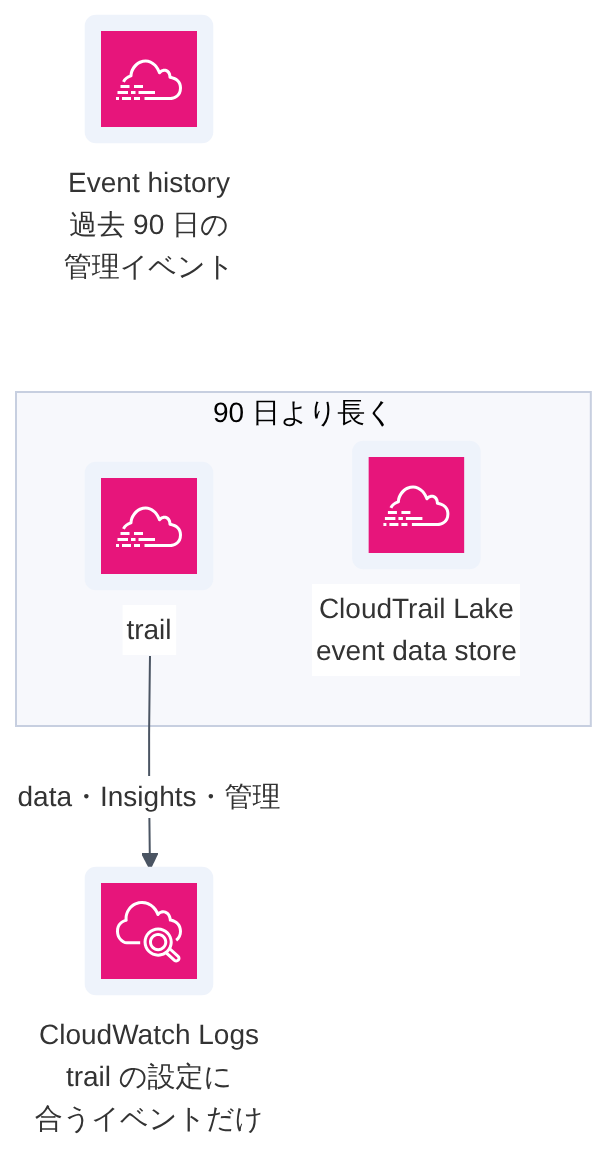 Event history
過去 90 日の
管理イベント
90 日より長く
trail
CloudTrail Lake
event data store
data・Insights・管理
CloudWatch Logs
trail の設定に
合うイベントだけ